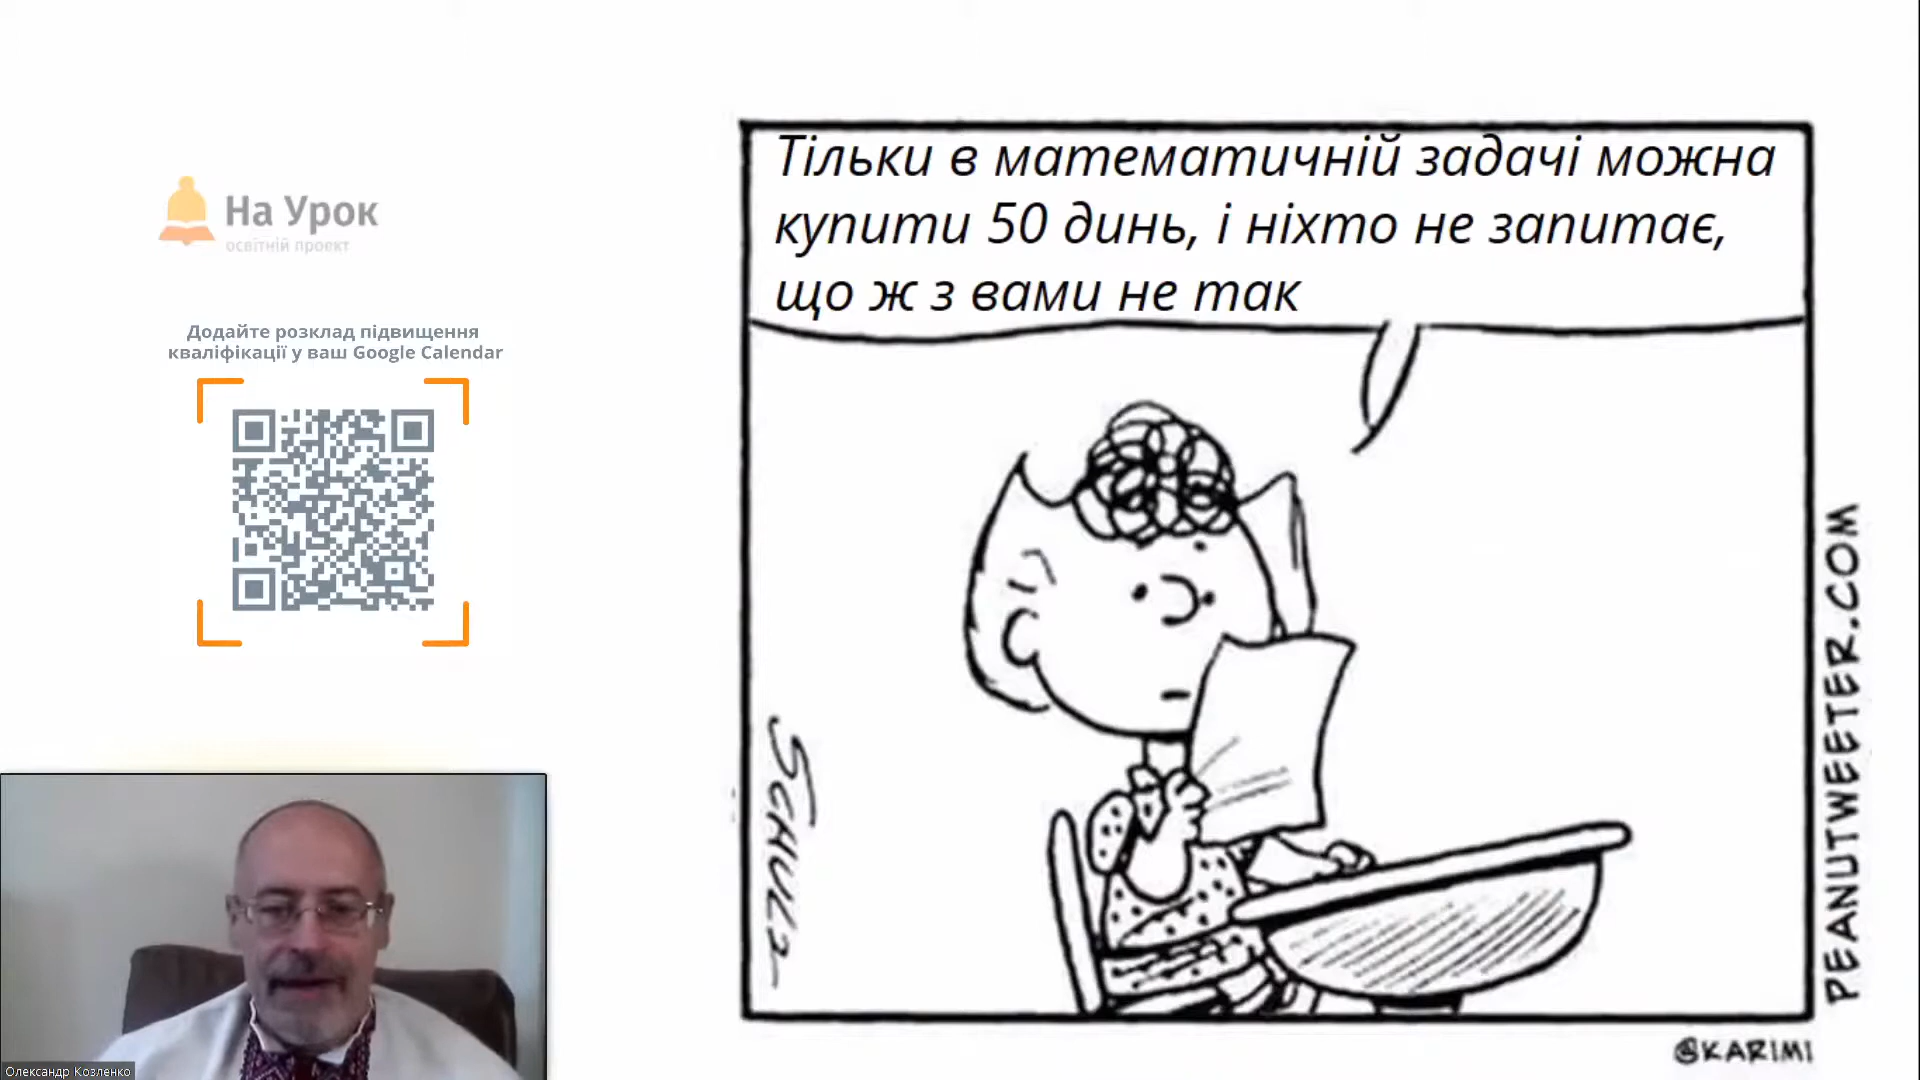 На Урок
освітній проект
Додайте розклад підвищення
кваліфікації у ваш Google Calendar
Тільки в математичній задачі можна
купити 50 динь, і ніхто не запитає,
що ж з вами не так
SCHULZ
PEANUTWEETER.COM
@KARIMI
Олександр Козленко